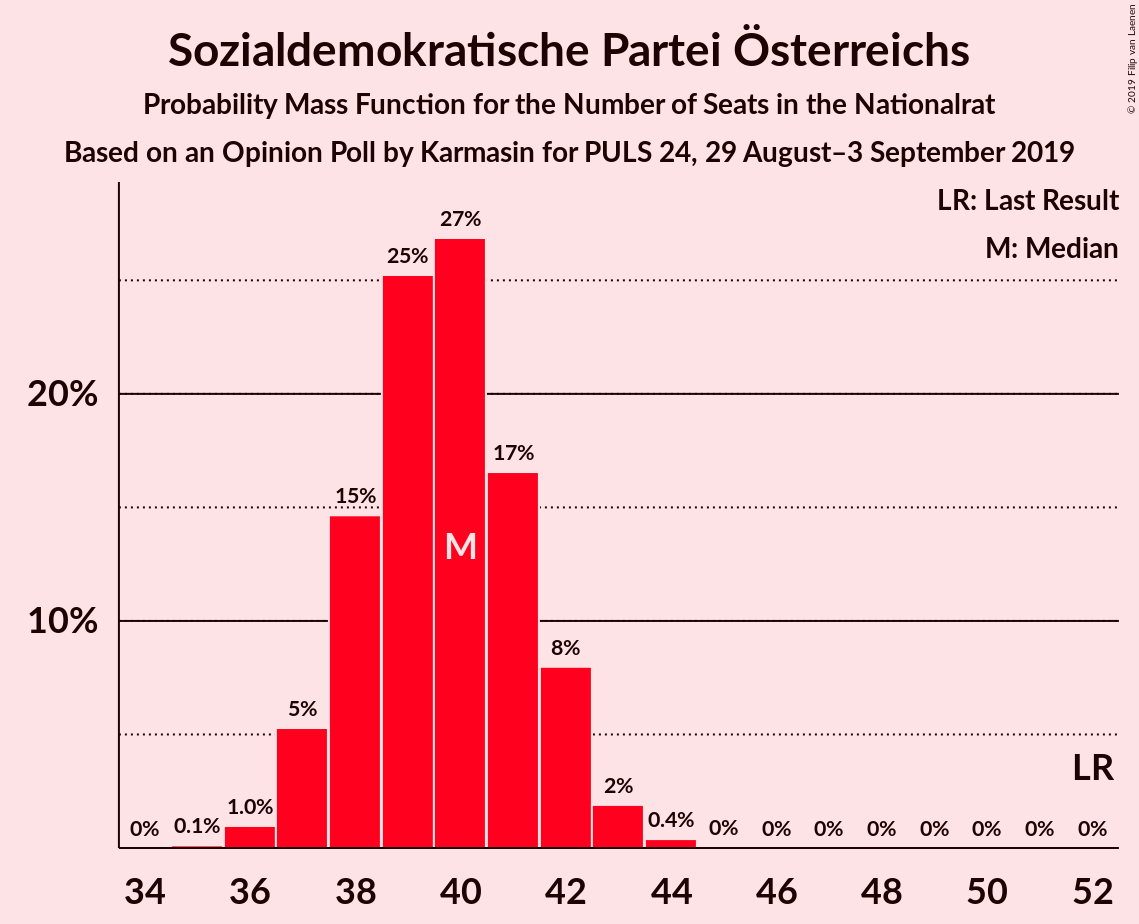 Sozialdemokratische Partei Österreichs
Probability Mass Function for the Number of Seats in the Nationalrat
Based on an Opinion Poll by Karmasin for PULS 24, 29 August–3 September 2019
© 2019 Filip van Laenen
LR: Last Result
M: Median
27%
25%
20%
17%
15%
M
10%
8%
5%
LR
2%
1.0%
0.4%
0% 0.1% 0% 0% 0% 0% 0% 0% 0% 0%
34 36 38 40 42 44 46 48 50 52